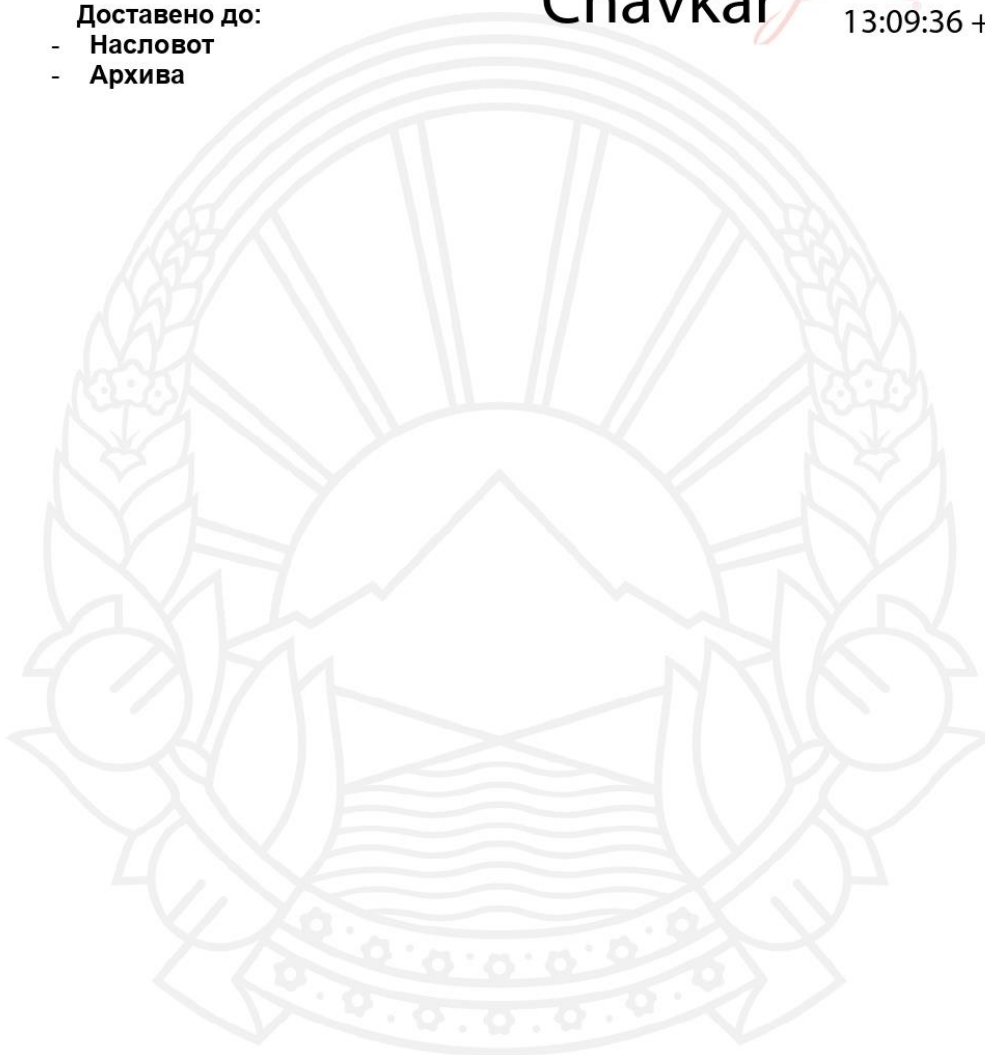 Доставено до:
- Насловот
- Архива
Chavkar
13:09:36 +